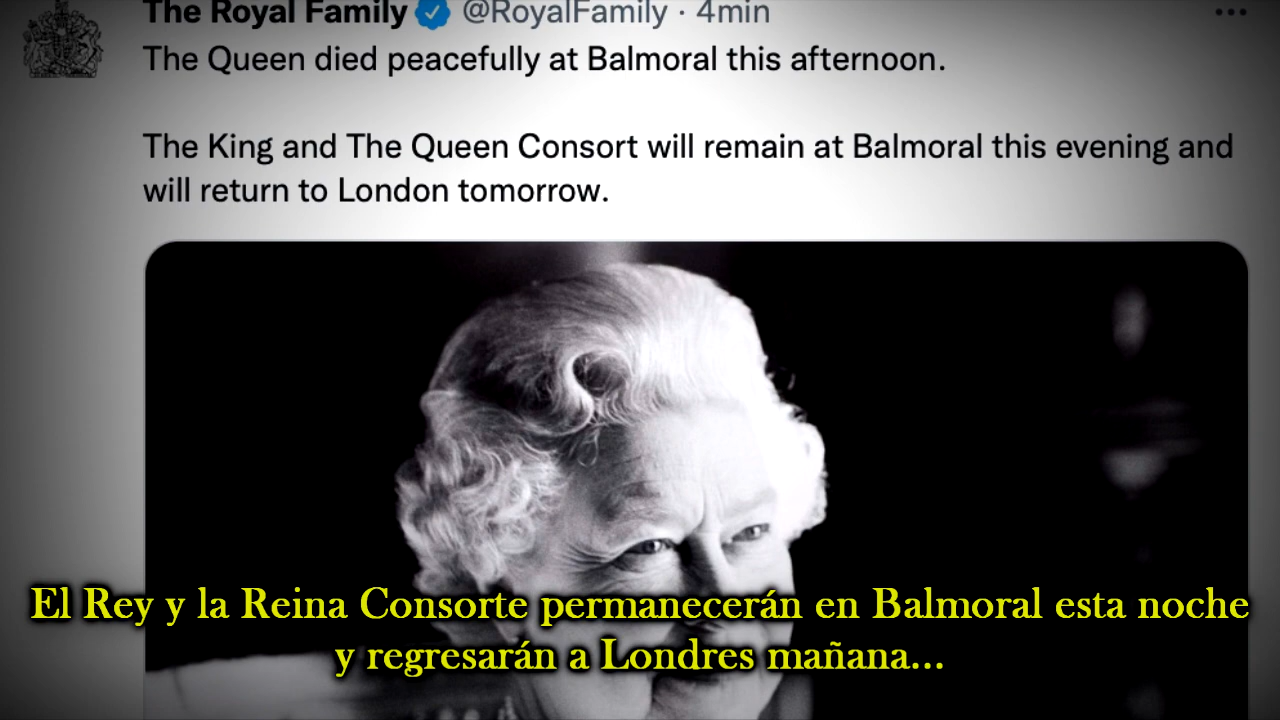 The Royal Family @RoyalFamily · 4min
The Queen died peacefully at Balmoral this afternoon.
The King and The Queen Consort will remain at Balmoral this evening and
will return to London tomorrow.
El Rey y la Reina Consorte permanecerán en Balmoral esta noche
y regresarán a Londres mañana...